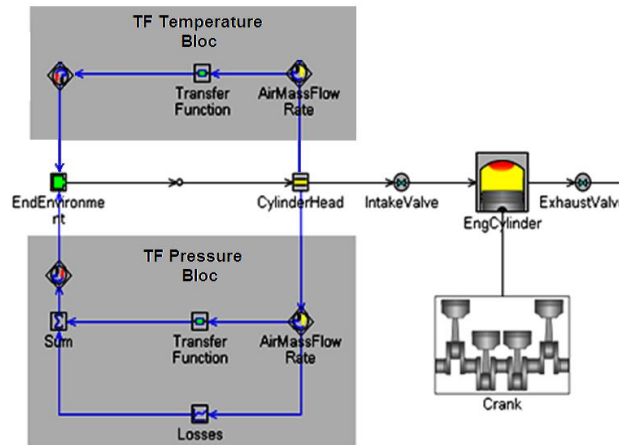 TF Temperature
Bloc
Transfer
Function
AirMassFlow
Rate
EndEnvironme
nt
CylinderHead
IntakeValve
EngCylinder
ExhaustValv
TF Pressure
Bloc
Sum
Transfer
Function
AirMassFlow
Rate
Losses
Crank